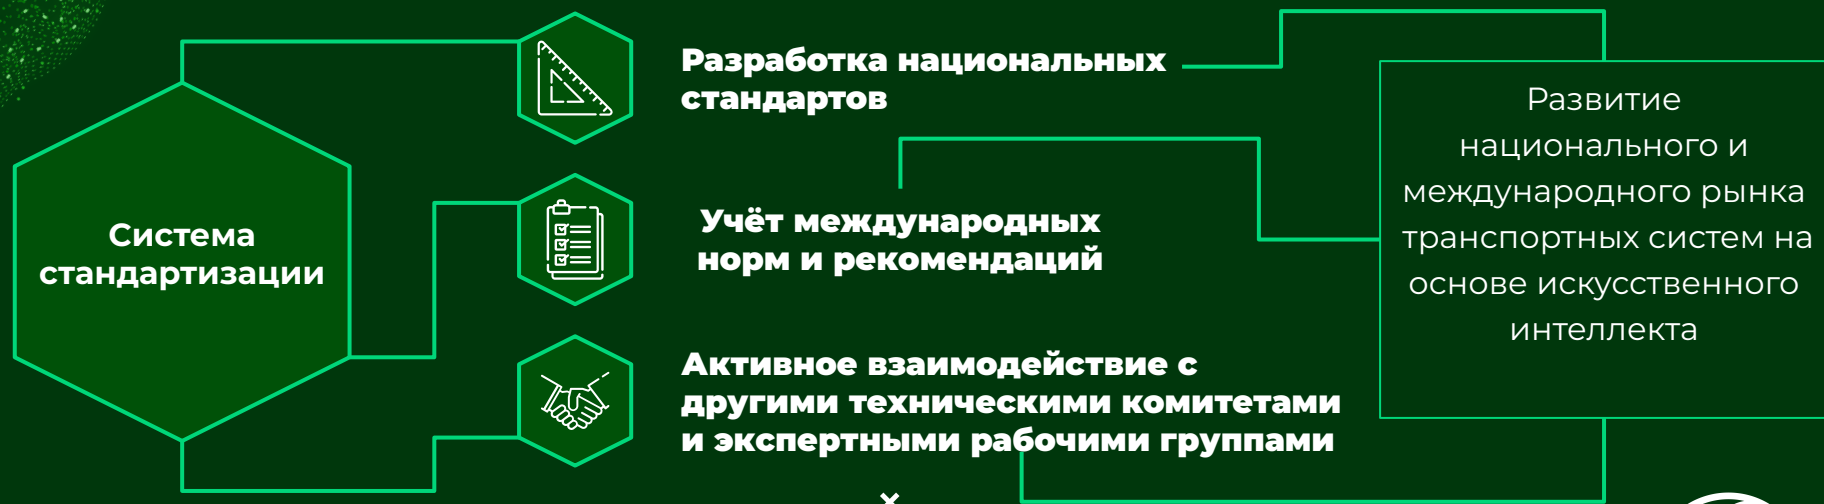 Система
стандартизации
Разработка национальных
стандартов
Учёт международных
норм и рекомендаций
Активное взаимодействие с
другими техническими комитетами
и экспертными рабочими группами
Развитие
национального и
международного рынка
транспортных систем на
основе искусственного
интеллекта